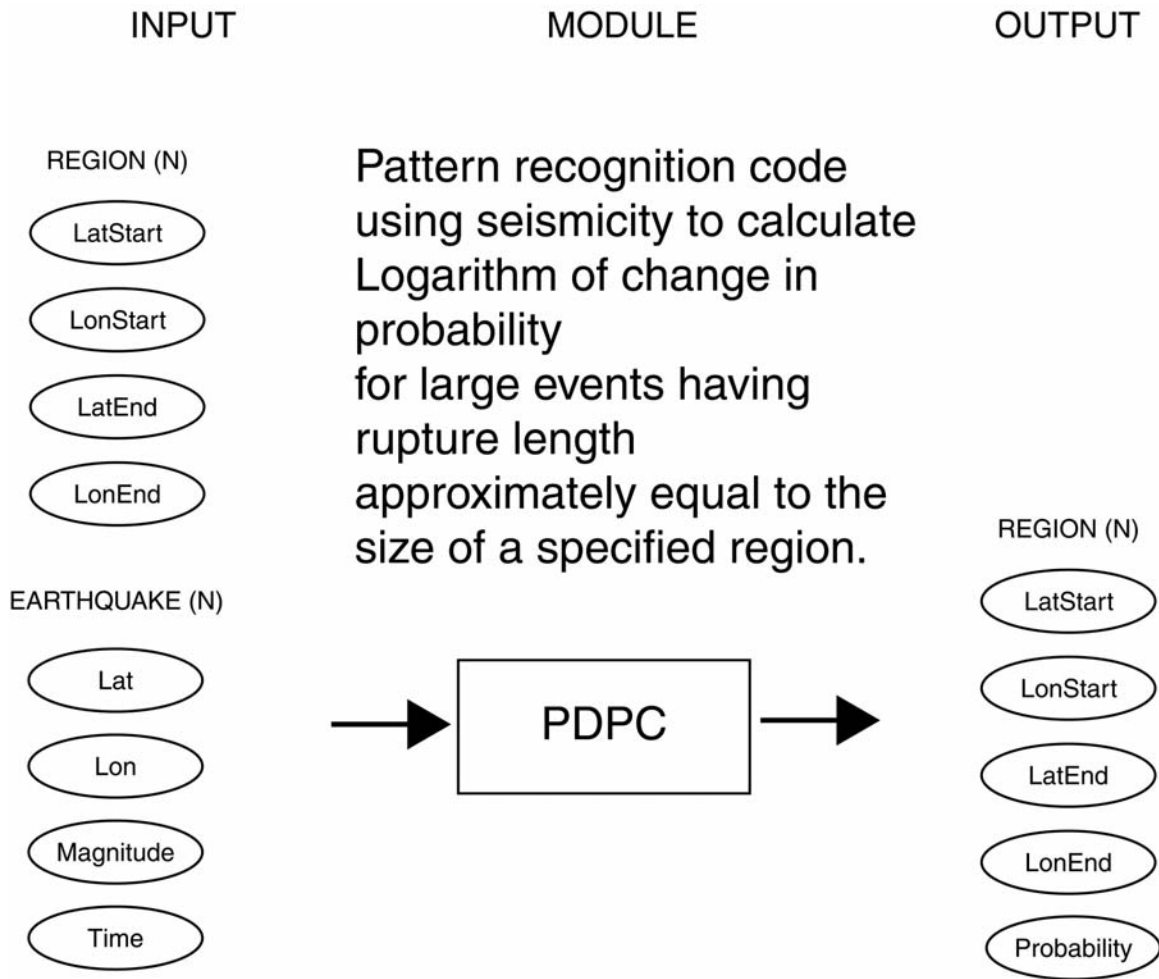 INPUT
MODULE
OUTPUT
REGION (N)
LatStart
LonStart
LatEnd
LonEnd
EARTHQUAKE (N)
Lat
Lon
Magnitude
Time
Pattern recognition code
using seismicity to calculate
Logarithm of change in
probability
for large events having
rupture length
approximately equal to the
size of a specified region.
PDPC
REGION (N)
LatStart
LonStart
LatEnd
LonEnd
Probability